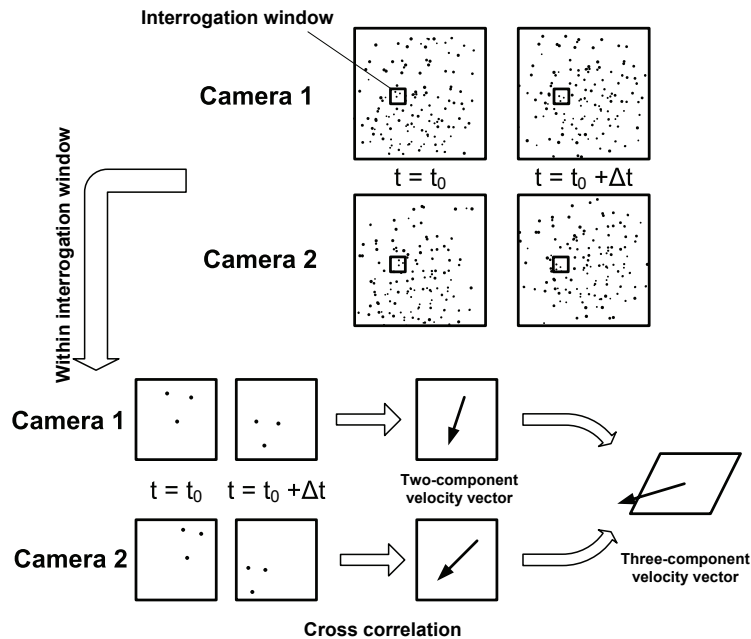 Interrogation window
Camera 1
t = t0
t = t0 +Δt
Camera 2
Within interrogation window
Camera 1
t = t0
t = t0 +Δt
Two-component
velocity vector
Camera 2
Three-component
velocity vector
Cross correlation